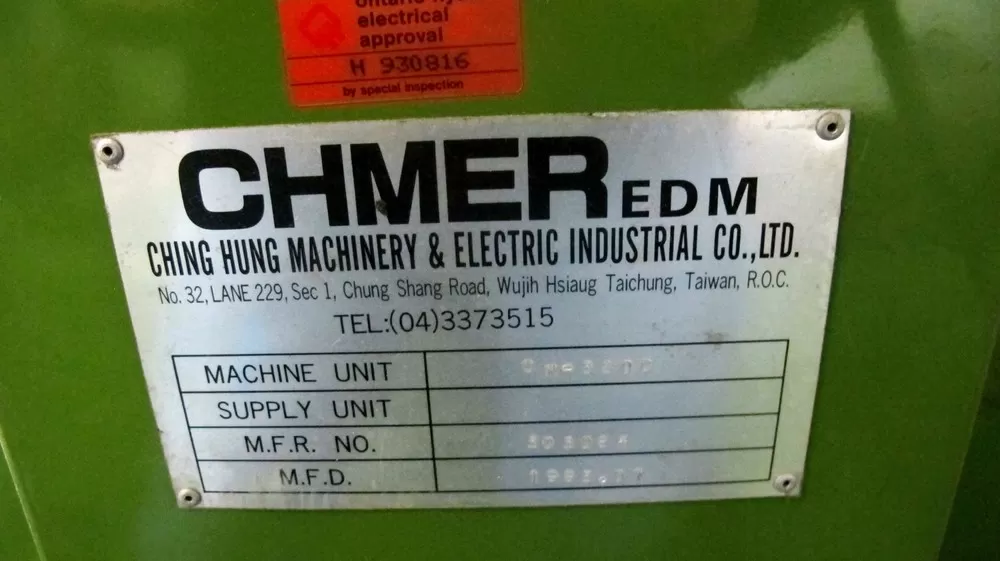 electrical
approval
H 930816
by special inspection
CHMER EDM
CHING HUNG MACHINERY & ELECTRIC INDUSTRIAL CO.,LTD.
No. 32, LANE 229, Sec 1, Chung Shang Road, Wujih Hsiaug Taichung, Taiwan, R.O.C.
TEL:(04)3373515
MACHINE UNIT
SUPPLY UNIT
M.F.R. NO.
M.F.D.